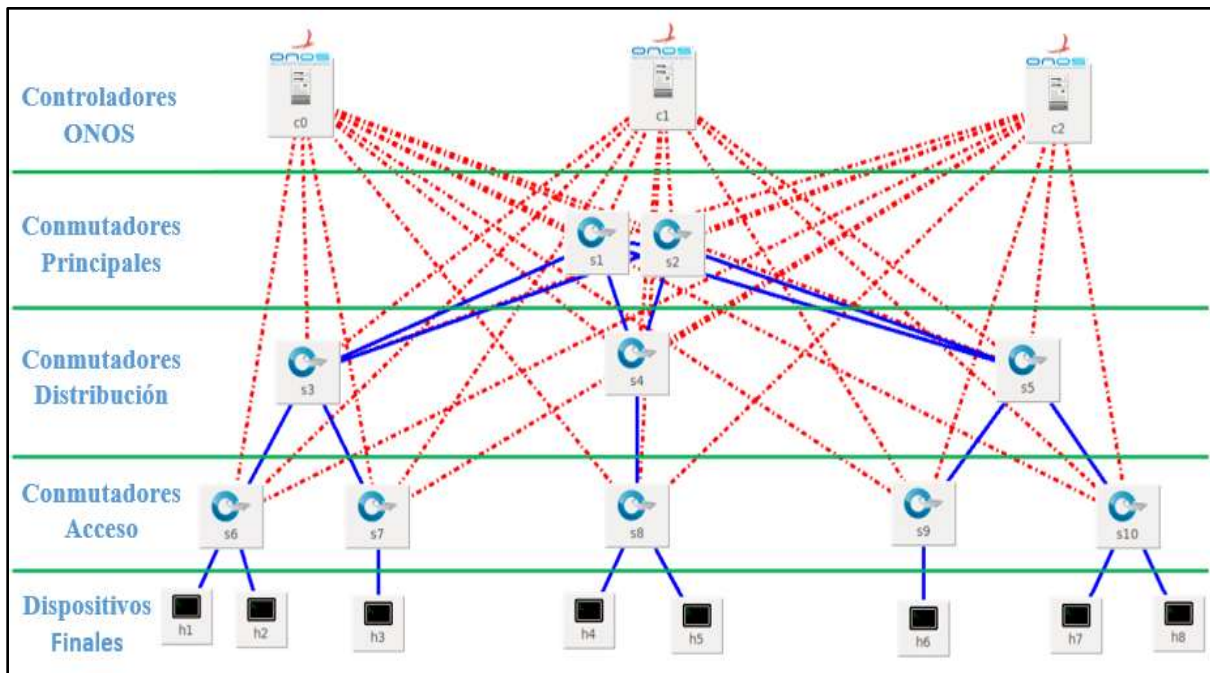 ONOS
ONOS
ONOS
Controladores
ONOS
c0
c1
c2
Conmutadores
Principales
s1
s2
Conmutadores
Distribución
s3
s4
s5
Conmutadores
Acceso
s6
s7
s8
s9
s10
Dispositivos
Finales
h1
h2
h3
h4
h5
h6
h7
h8